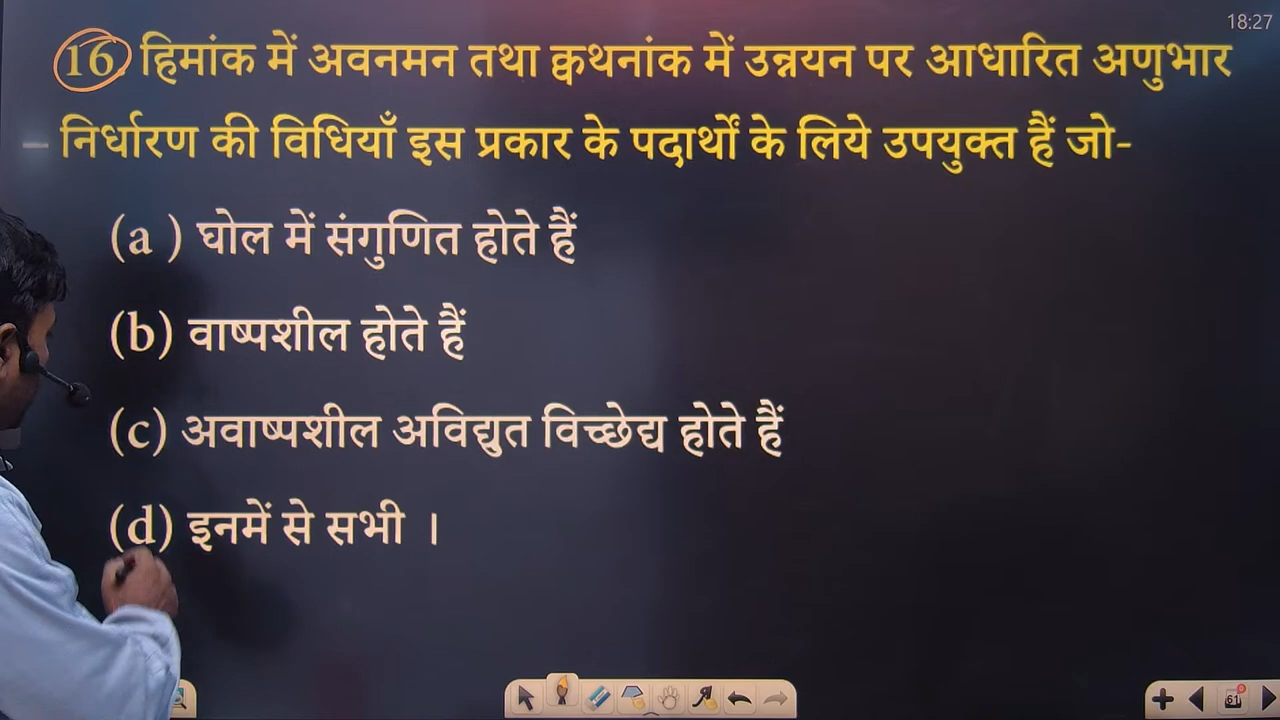 18:27
16 हिमांक में अवनमन तथा क्वथनांक में उन्नयन पर आधारित अणुभार
– निर्धारण की विधियाँ इस प्रकार के पदार्थों के लिये उपयुक्त हैं जो-
(a ) घोल में संगुणित होते हैं
(b) वाष्पशील होते हैं
(c) अवाष्पशील अविद्युत विच्छेद्य होते हैं
(d) इनमें से सभी ।
61